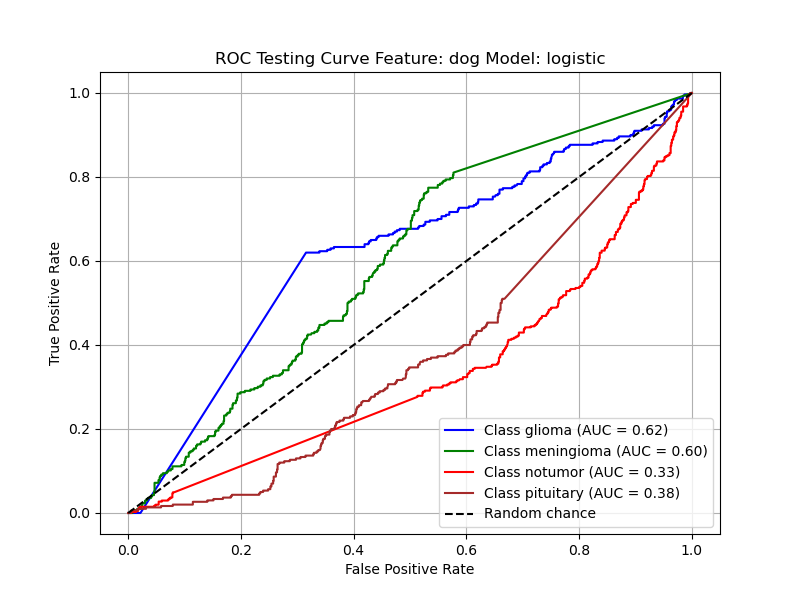 ROC Testing Curve Feature: dog Model: logistic
True Positive Rate
1.0
0.8
0.6
0.4
0.2
0.0
Class glioma (AUC = 0.62)
Class meningioma (AUC = 0.60)
Class notumor (AUC = 0.33)
Class pituitary (AUC = 0.38)
Random chance
0.0 0.2 0.4 0.6 0.8 1.0
False Positive Rate